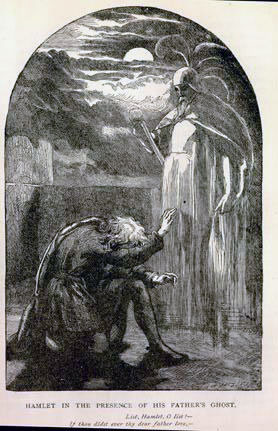 HAMLET IN THE PRESENCE OF HIS FATHER'S GHOST.
List, Hamlet, O list!—
If thou didst ever thy dear father love,—